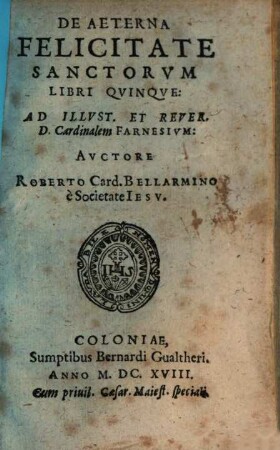 DE AETERNA
FELICITATE
SANCTORVM
LIBRI QVINQVE:
AD ILLVST. ET REVER.
D. Cardinalem FARNESIVM:
AVCTORE
ROBERTO Card. BELLARMINO
è Societate IESV.
IHS
COLONIAE,
Sumptibus Bernardi Gualtheri.
ANNO M. DC. XVIII.
Cum priuil. Cæsar. Maiest. speciali.